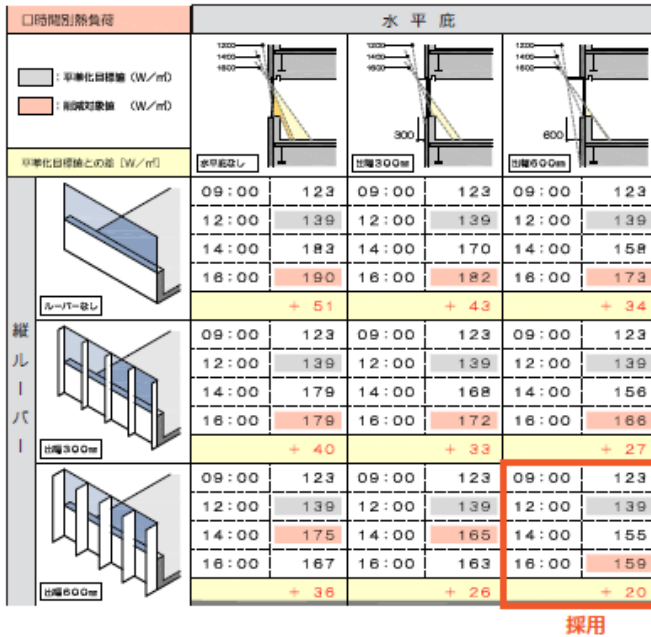 □時間別熱負荷
水平庇
：平準化目標値（W／㎡）
：削減対象値（W／㎡）
平準化目標値との差［W／㎡］
1200 1400 1600
水平庇なし
1200 1400 1600
300
出幅300㎜
1200 1400 1600
600
出幅600㎜
縦ルーバー
ルーバーなし
09：00 123 09：00 123 09：00 123
12：00 139 12：00 139 12：00 139
14：00 183 14：00 170 14：00 158
16：00 190 16：00 182 16：00 173
+ 51 + 43 + 34
出幅300㎜
09：00 123 09：00 123 09：00 123
12：00 139 12：00 139 12：00 139
14：00 179 14：00 168 14：00 156
16：00 179 16：00 172 16：00 166
+ 40 + 33 + 27
出幅600㎜
09：00 123 09：00 123 09：00 123
12：00 139 12：00 139 12：00 139
14：00 175 14：00 165 14：00 155
16：00 167 16：00 163 16：00 159
+ 36 + 26 + 20
採用